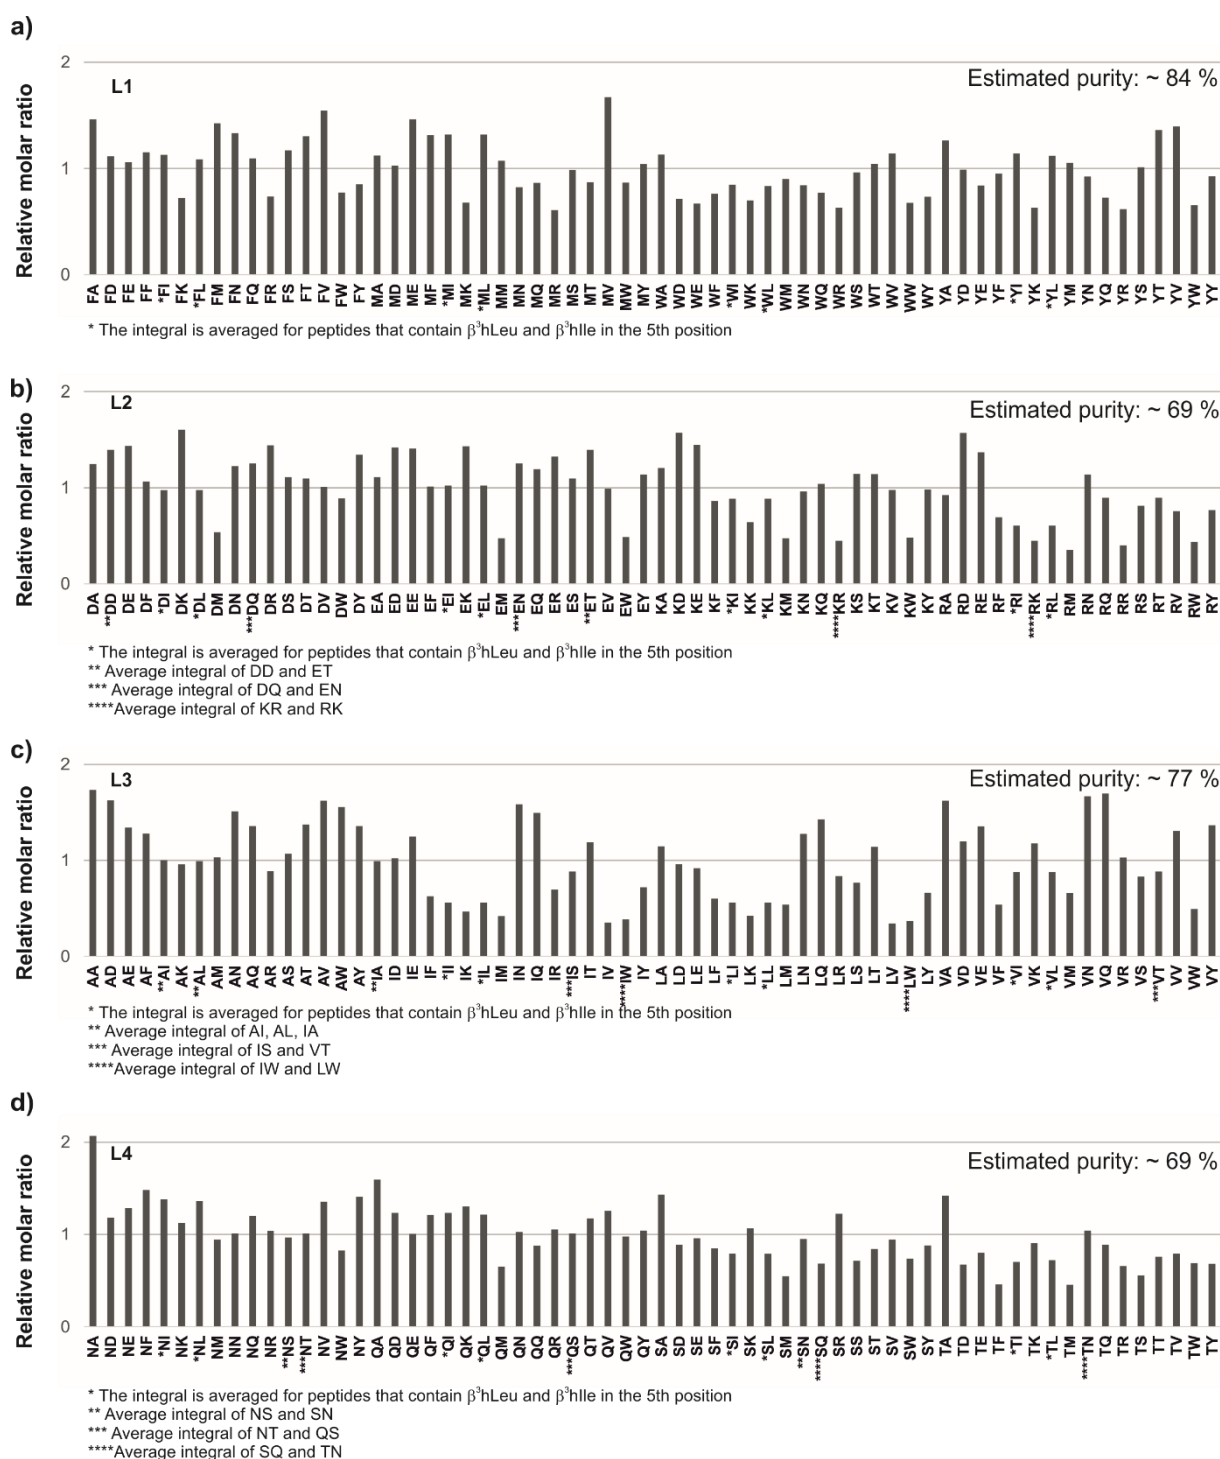 a)
2
L1
Estimated purity: ~ 84 %
Relative molar ratio
1
0
FA FD FE FF *FI FK *FL FM FN FQ FR FS FT FV FW FY MA MD ME MF *MI MK *ML MM MN MQ MR MS MT MV MW MY WA WD WE WF *WI WK *WL WM WN WQ WR WS WT WV WW WY YA YD YE YF *YI YK *YL YM YN YQ YR YS YT YV YW YY
* The integral is averaged for peptides that contain β³hLeu and β³hIle in the 5th position
b)
2
L2
Estimated purity: ~ 69 %
Relative molar ratio
1
0
DA **DD DE DF *DI DK *DL DM DN ***DQ DR DS DT DV DW DY EA ED EE EF *EI EK *EL EM ***EN EQ ER ES **ET EV EW EY KA KD KE KF *KI KK *KL KM KN KQ ****KR KS KT KV KW KY RA RD RE RF *RI ****RK *RL RM RN RQ RR RS RT RV RW RY
* The integral is averaged for peptides that contain β³hLeu and β³hIle in the 5th position
** Average integral of DD and ET
*** Average integral of DQ and EN
****Average integral of KR and RK
c)
2
L3
Estimated purity: ~ 77 %
Relative molar ratio
1
0
AA AD AE AF **AI AK **AL AM AN AQ AR AS AT AV AW AY **IA ID IE IF *II IK *IL IM IN IQ IR ***IS IT IV ****IW IY LA LD LE LF *LI LK *LL LM LN LQ LR LS LT LV ****LW LY VA VD VE VF *VI VK *VL VM VN VQ VR VS ***VT VV VW VY
* The integral is averaged for peptides that contain β³hLeu and β³hIle in the 5th position
** Average integral of AI, AL, IA
*** Average integral of IS and VT
****Average integral of IW and LW
d)
2
L4
Estimated purity: ~ 69 %
Relative molar ratio
1
0
NA ND NE NF *NI NK *NL NM NN NQ NR **NS ***NT NV NW NY QA QD QE QF *QI QK *QL QM QN QQ QR ***QS QT QV QW QY SA SD SE SF *SI SK *SL SM **SN ****SQ SR SS ST SV SW SY TA TD TE TF *TI TK *TL TM ****TN TQ TR TS TT TV TW TY
* The integral is averaged for peptides that contain β³hLeu and β³hIle in the 5th position
** Average integral of NS and SN
*** Average integral of NT and QS
****Average integral of SQ and TN